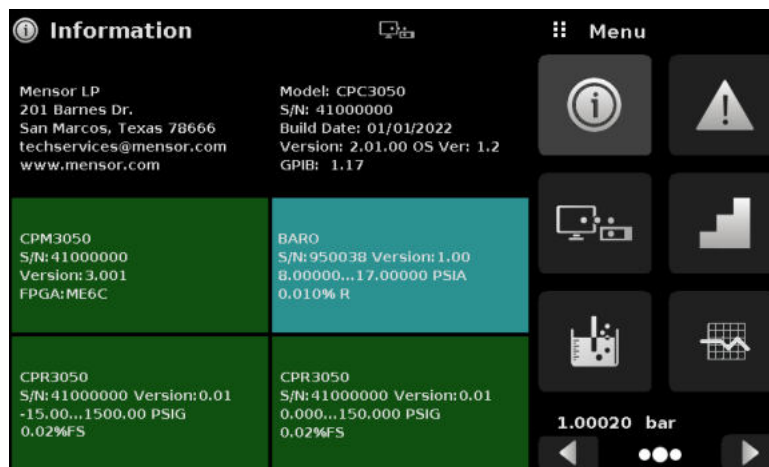 Information
Menu
Mensor LP
201 Barnes Dr.
San Marcos, Texas 78666
techservices@mensor.com
www.mensor.com
Model: CPC3050
S/N: 41000000
Build Date: 01/01/2022
Version: 2.01.00 OS Ver: 1.2
GPIB: 1.17
CPM3050
S/N:41000000
Version:3.001
FPGA:ME6C
BARO
S/N:950038 Version:1.00
8.00000...17.00000 PSIA
0.010% R
CPR3050
S/N:41000000 Version:0.01
-15.00...1500.00 PSIG
0.02%FS
CPR3050
S/N:41000000 Version:0.01
0.000...150.000 PSIG
0.02%FS
1.00020 bar